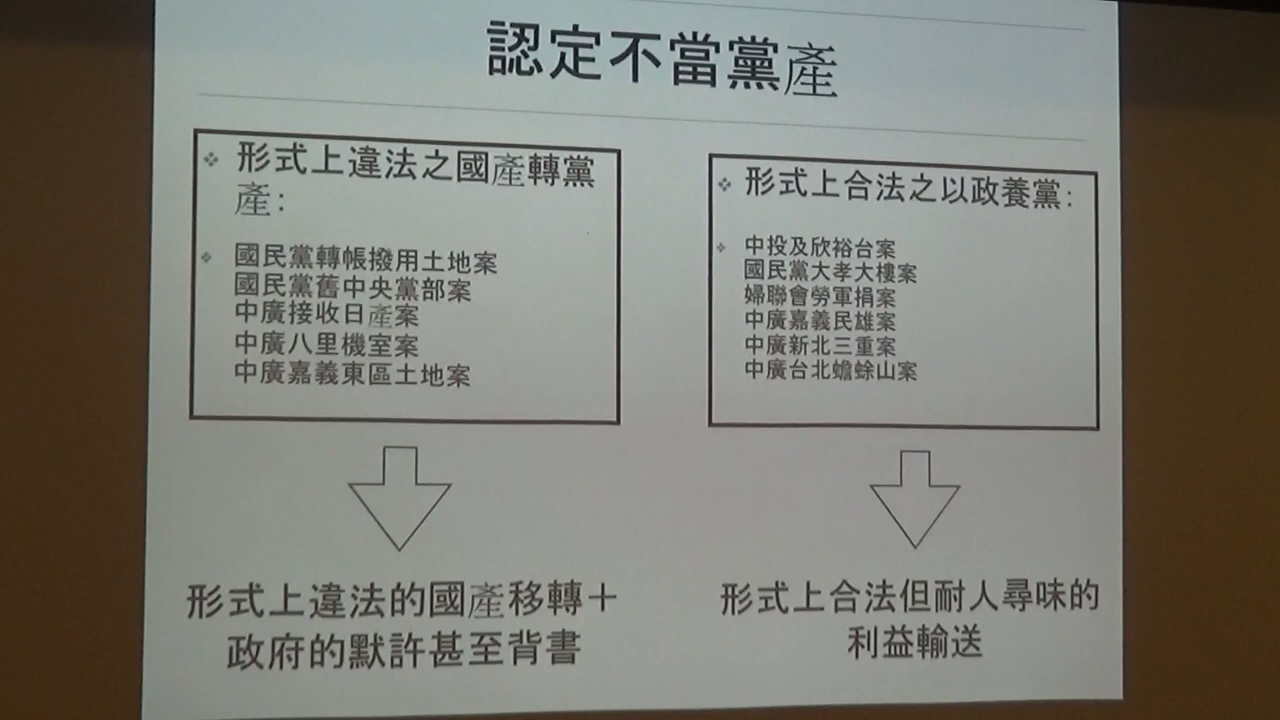 認定不當黨產
❖ 形式上違法之國產轉黨
產:
❖ 國民黨轉帳撥用土地案
國民黨舊中央黨部案
中廣接收日產案
中廣八里機室案
中廣嘉義東區土地案
❖ 形式上合法之以政養黨:
❖ 中投及欣裕台案
國民黨大孝大樓案
婦聯會勞軍捐案
中廣嘉義民雄案
中廣新北三重案
中廣台北蟾蜍山案
形式上違法的國產移轉＋
政府的默許甚至背書
形式上合法但耐人尋味的
利益輸送